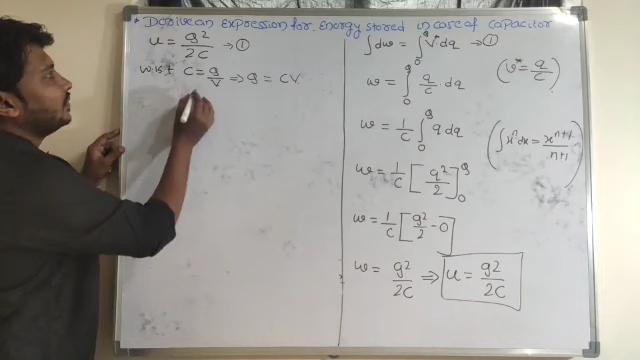 * Derive an Expression for Energy stored in case of capacitor
U = Q²/2C → ①
W.K.T C = Q/V ⇒ Q = CV
∫dw = ∫₀^Q V* dq → ①
w = ∫₀^Q q/C · dq
(V* = q/C)
w = 1/C ∫₀^Q q dq
(∫xⁿdx = xⁿ⁺¹/n+1)
w = 1/C [q²/2]₀^Q
w = 1/C [Q²/2 - 0]
w = Q²/2C ⇒ U = Q²/2C